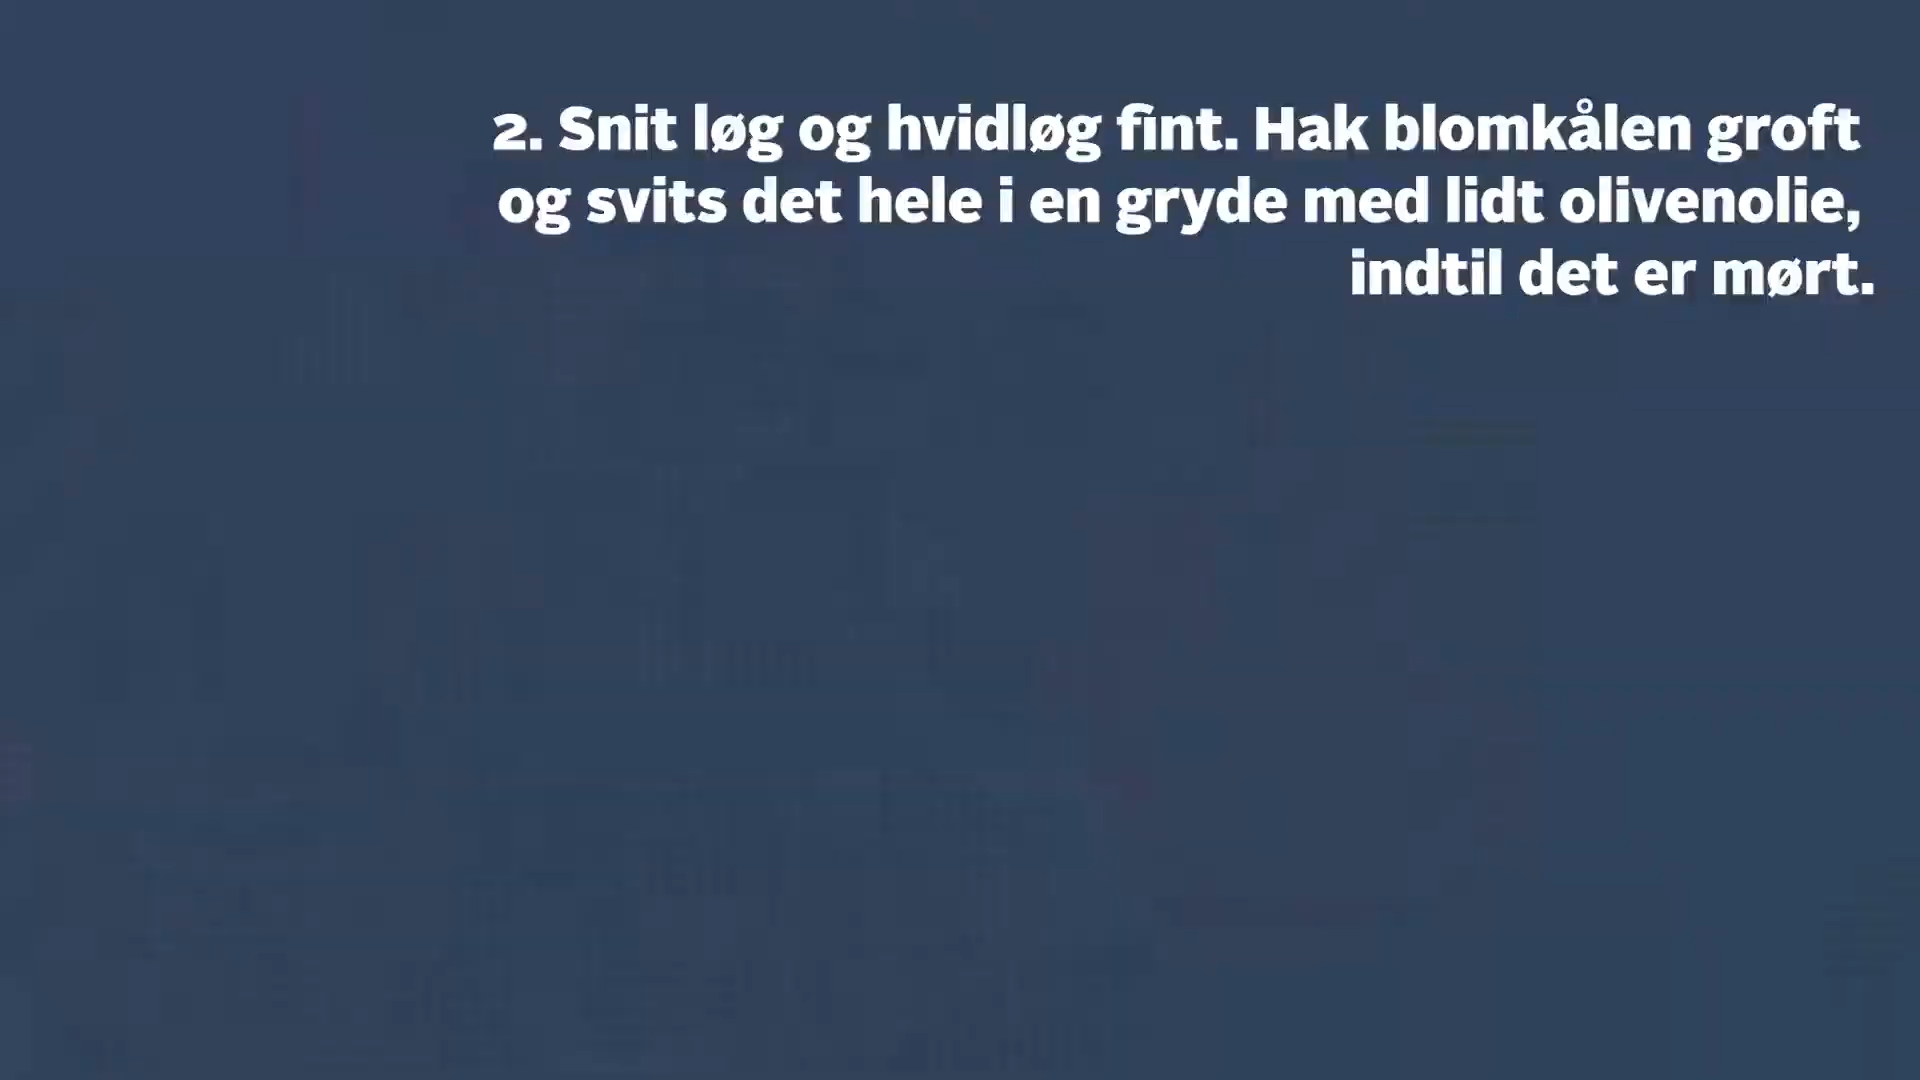 2. Snit løg og hvidløg fint. Hak blomkålen groft
og svits det hele i en gryde med lidt olivenolie,
indtil det er mørt.